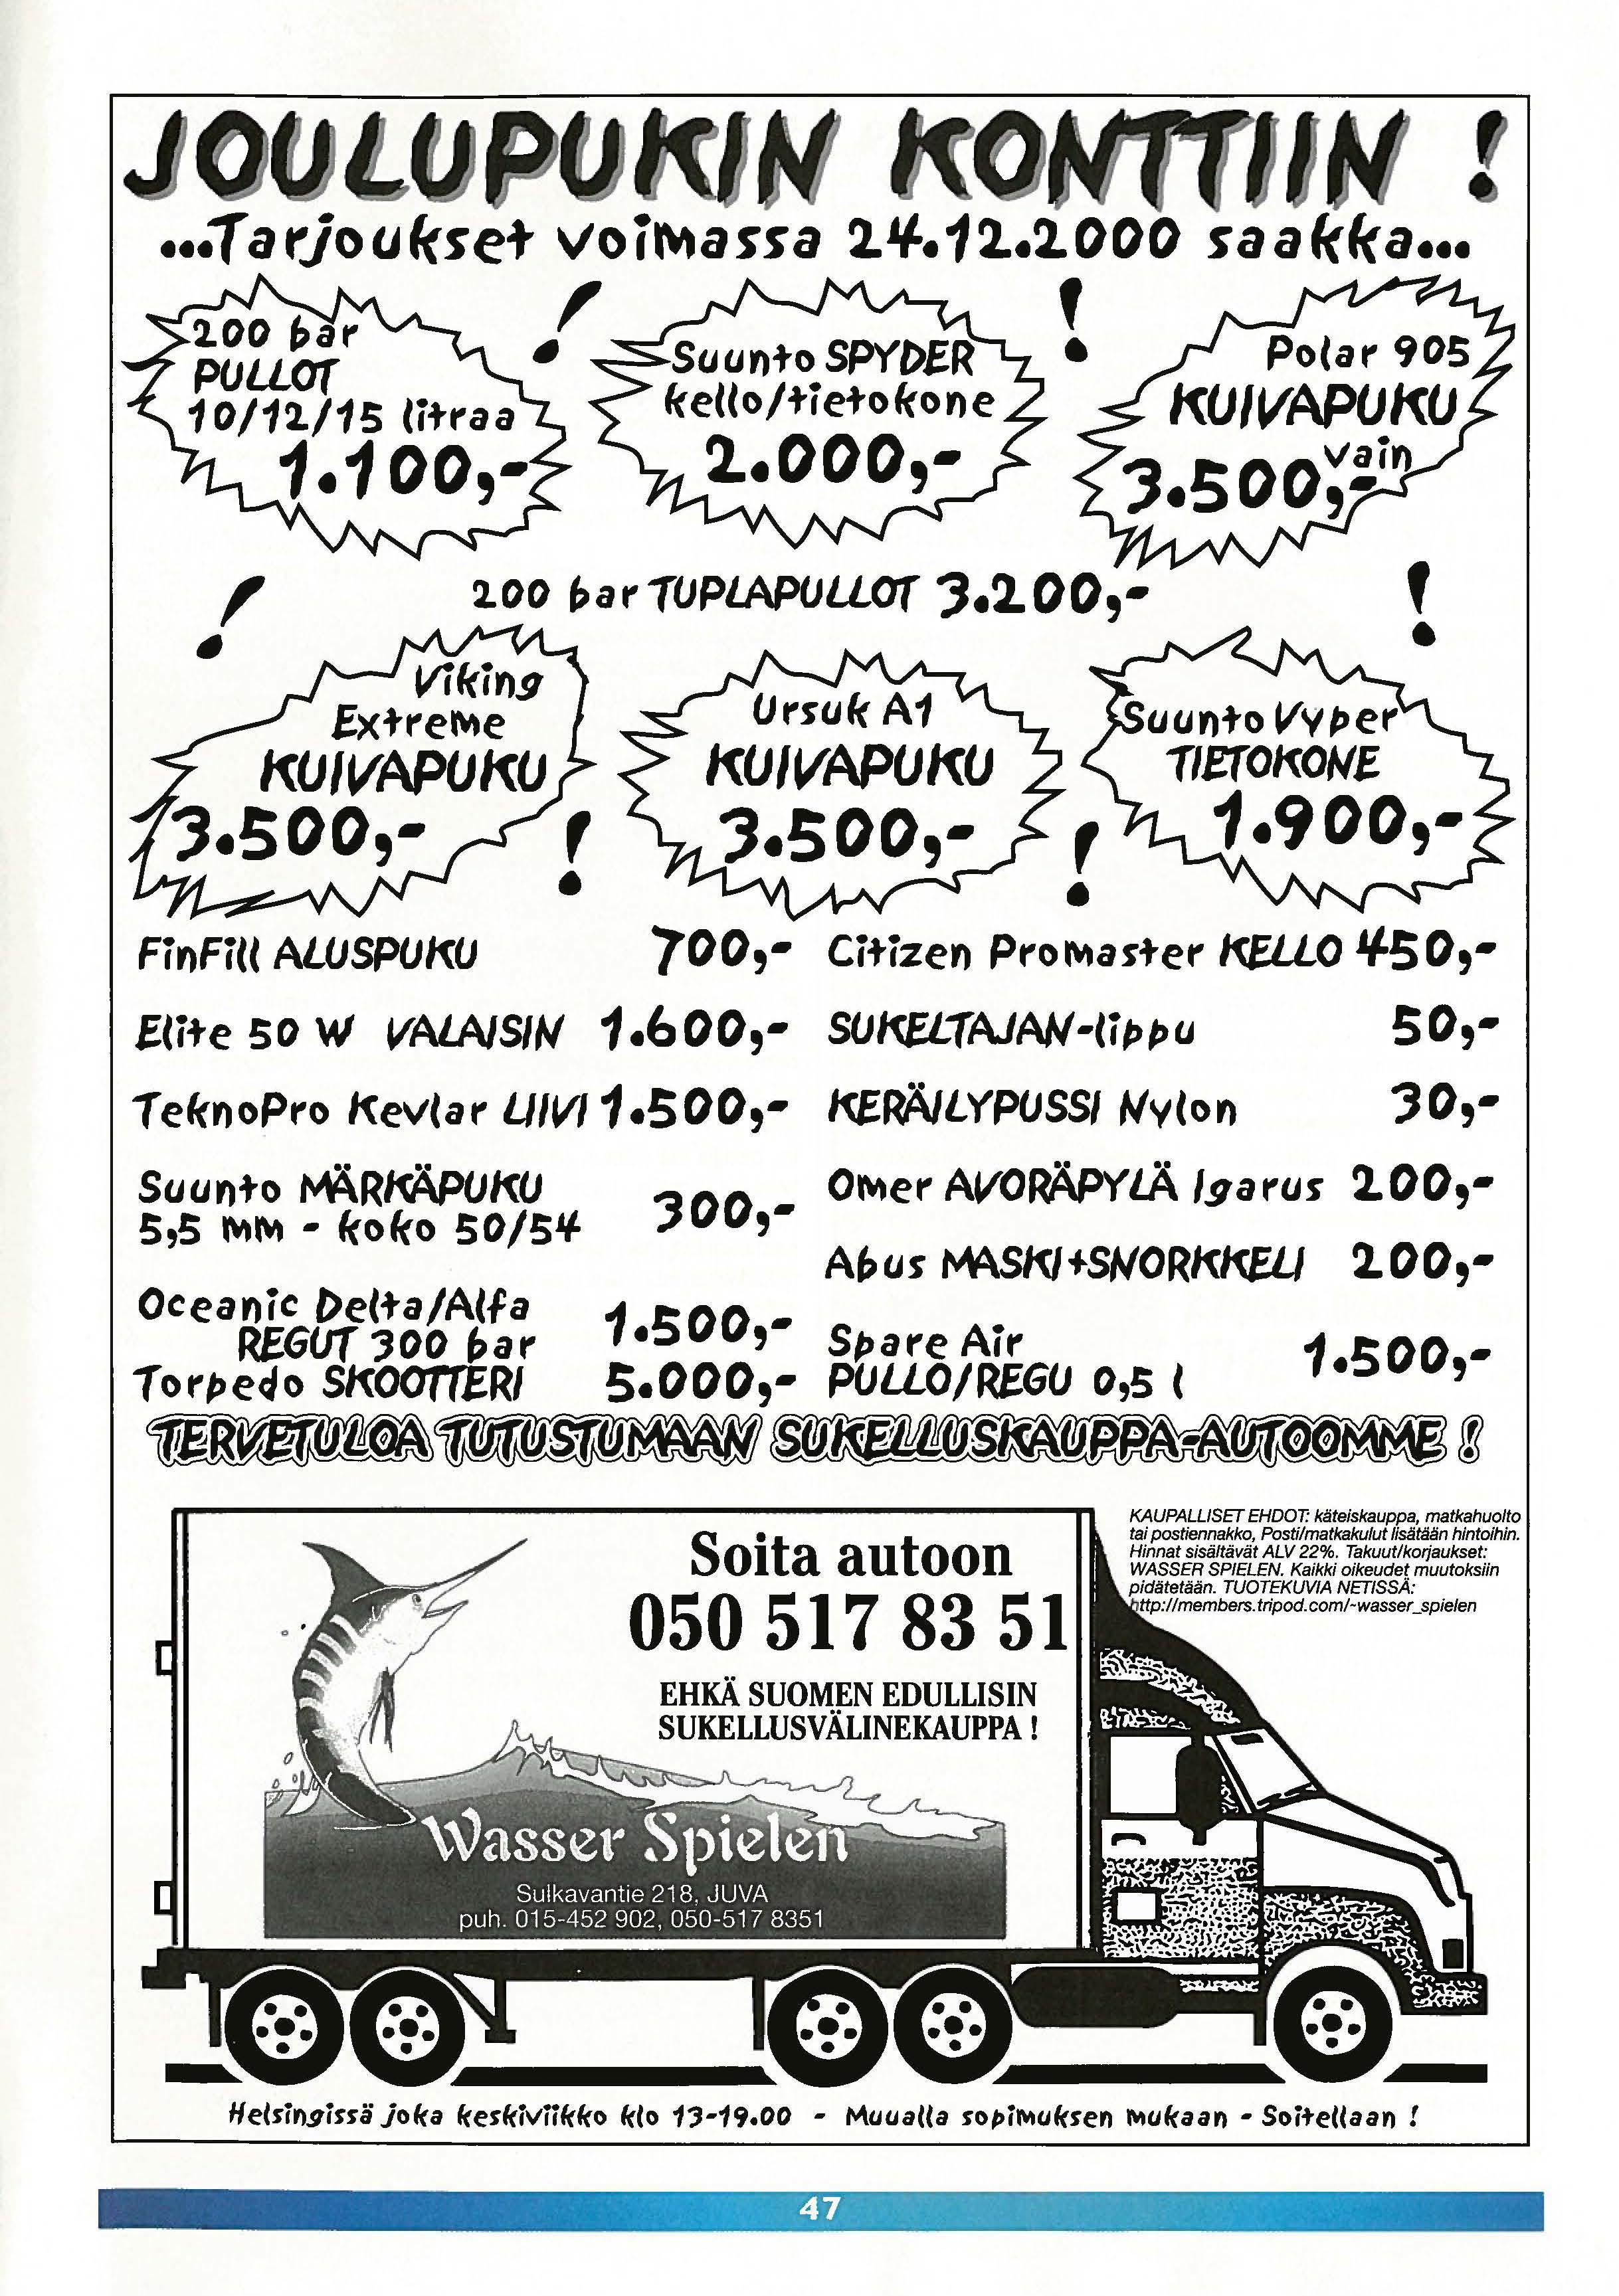 JOULUPUKIN KONTTIIN !
...Tarjoukset voimassa 24.12.2000 saakka...
200 bar
PULLOT
10/12/15 litraa
1.100,-
Suunto SPYDER
kello/tietokone
2.000,-
Polar 905
KUIVAPUKU
vain
3.500,-
200 bar TUPLAPULLOT 3.200,-
Viking
Extreme
KUIVAPUKU
3.500,-
Ursuk A1
KUIVAPUKU
3.500,-
Suunto Vyper
TIETOKONE
1.900,-
FinFill ALUSPUKU 700,-
Elite 50 W VALAISIN 1.600,-
TeknoPro Kevlar LIIVI 1.500,-
Suunto MÄRKÄPUKU
5,5 mm - koko 50/54 300,-
Oceanic Delta/Alfa
REGUT 300 bar 1.500,-
Torpedo SKOOTTERI 5.000,-
Citizen Promaster KELLO 450,-
SUKELTAJAN-lippu 50,-
KERÄILYPUSSI Nylon 30,-
Omer AVORÄPYLÄ Igarus 200,-
Abus MASKI+SNORKKELI 200,-
Spare Air
PULLO/REGU 0,5 l 1.500,-
TERVETULOA TUTUSTUMAAN SUKELLUSKAUPPA-AUTOOMME !
KAUPALLISET EHDOT: käteiskauppa, matkahuolto
tai postiennakko, Posti/matkakulut lisätään hintoihin.
Hinnat sisältävät ALV 22%. Takuut/korjaukset:
WASSER SPIELEN. Kaikki oikeudet muutoksiin
pidätetään. TUOTEKUVIA NETISSÄ:
http://members.tripod.com/~wasser_spielen
Soita autoon
050 517 83 51
EHKÄ SUOMEN EDULLISIN
SUKELLUSVÄLINEKAUPPA !
Wasser Spielen
Sulkavantie 218, JUVA
puh. 015-452 902, 050-517 8351
Helsingissä joka keskiviikko klo 13-19.00 - Muualla sopimuksen mukaan - Soitellaan !
47